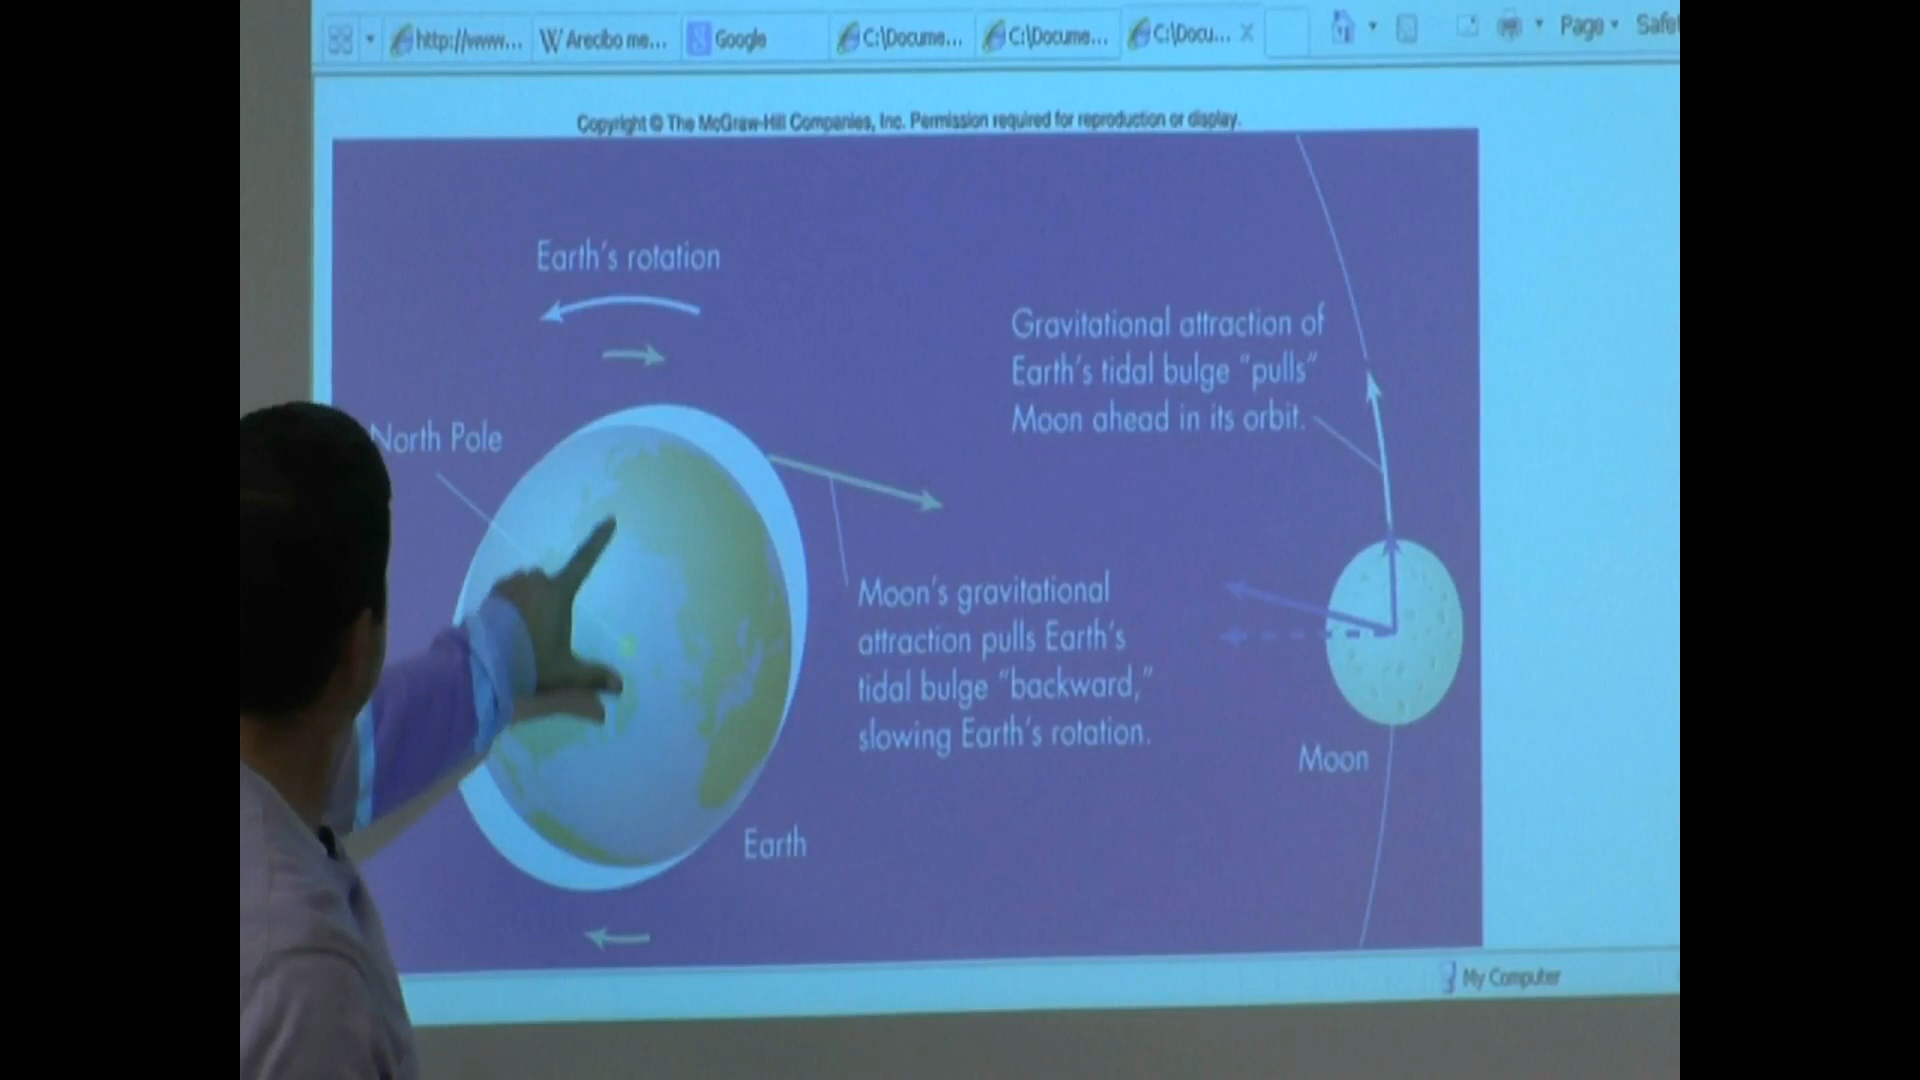 http://www...
W Arecibo me...
Google
C:\Docume...
C:\Docume...
C:\Docu...
Page
Copyright © The McGraw-Hill Companies, Inc. Permission required for reproduction or display.
Earth's rotation
North Pole
Gravitational attraction of
Earth's tidal bulge "pulls"
Moon ahead in its orbit.
Moon's gravitational
attraction pulls Earth's
tidal bulge "backward,"
slowing Earth's rotation.
Moon
Earth
My Computer